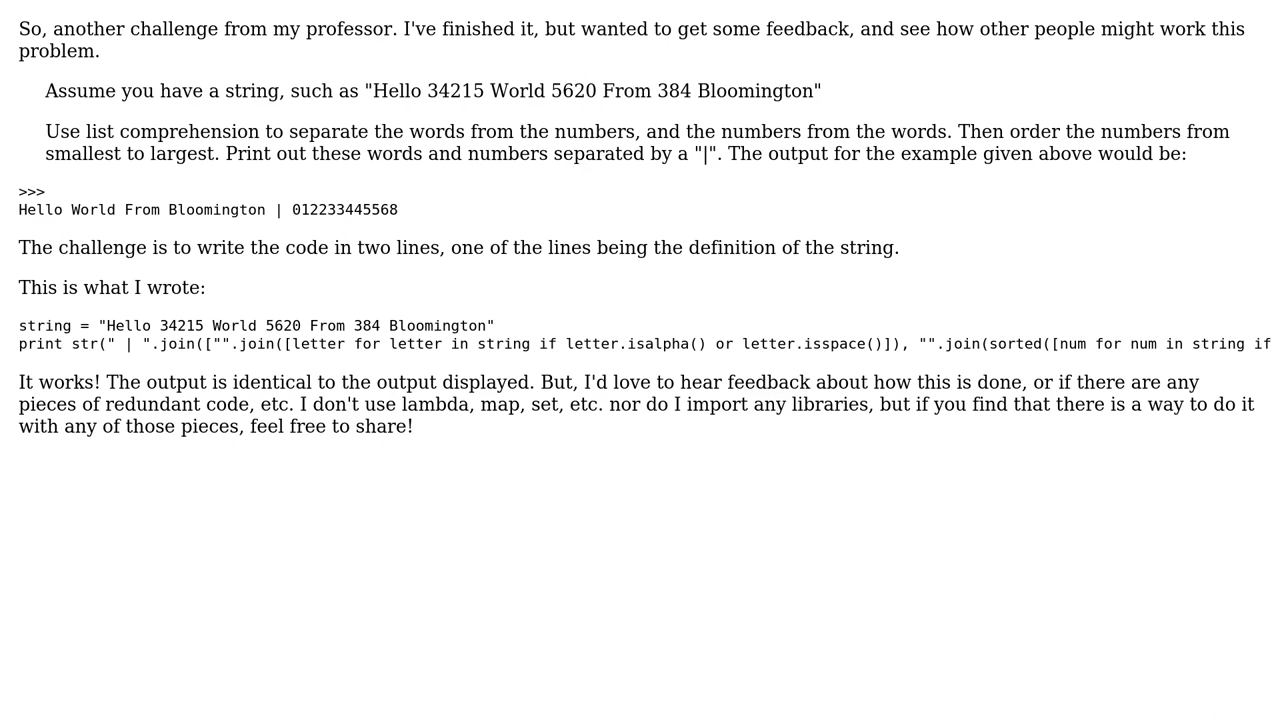 So, another challenge from my professor. I've finished it, but wanted to get some feedback, and see how other people might work this
problem.
Assume you have a string, such as "Hello 34215 World 5620 From 384 Bloomington"
Use list comprehension to separate the words from the numbers, and the numbers from the words. Then order the numbers from
smallest to largest. Print out these words and numbers separated by a "|". The output for the example given above would be:
>>>
Hello World From Bloomington | 012233445568
The challenge is to write the code in two lines, one of the lines being the definition of the string.
This is what I wrote:
string = "Hello 34215 World 5620 From 384 Bloomington"
print str(" | ".join(["".join([letter for letter in string if letter.isalpha() or letter.isspace()]), "".join(sorted([num for num in string if
It works! The output is identical to the output displayed. But, I'd love to hear feedback about how this is done, or if there are any
pieces of redundant code, etc. I don't use lambda, map, set, etc. nor do I import any libraries, but if you find that there is a way to do it
with any of those pieces, feel free to share!